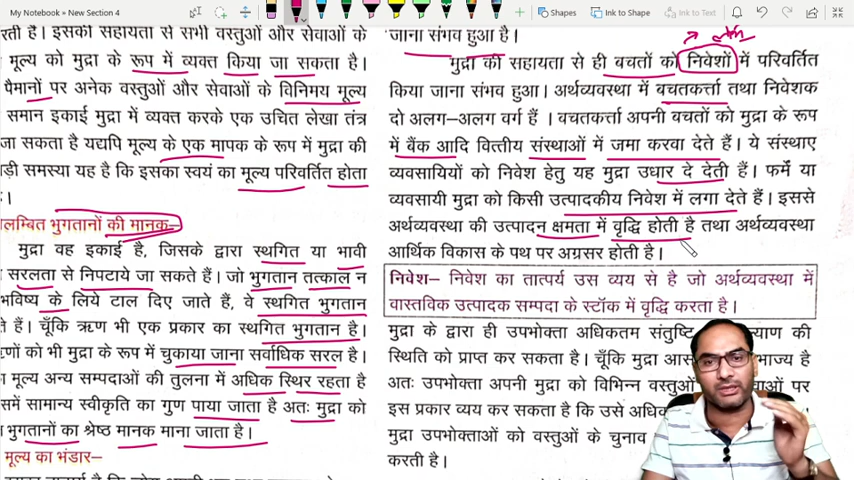 My Notebook » New Section 4
Shapes
Ink to Shape
Ink to Text
रती है। इसकी सहायता से सभी वस्तुओं और सेवाओं के
मूल्य को मुद्रा के रूप में व्यक्त किया जा सकता है।
पैमानों पर अनेक वस्तुओं और सेवाओं के विनिमय मूल्य
समान इकाई मुद्रा में व्यक्त करके एक उचित लेखा तंत्र
जा सकता है यद्यपि मूल्य के एक मापक के रूप में मुद्रा की
ड़ी समस्या यह है कि इसका स्वयं का मूल्य परिवर्तित होता
है।
लम्बित भुगतानों की मानक–
मुद्रा वह इकाई है, जिसके द्वारा स्थगित या भावी
सरलता से निपटाये जा सकते हैं। जो भुगतान तत्काल न
भविष्य के लिये टाल दिए जाते हैं, वे स्थगित भुगतान
ते हैं। चूँकि ऋण भी एक प्रकार का स्थगित भुगतान है।
णों को भी मुद्रा के रूप में चुकाया जाना सर्वाधिक सरल है।
मूल्य अन्य सम्पदाओं की तुलना में अधिक स्थिर रहता है
समें सामान्य स्वीकृति का गुण पाया जाता है अतः मुद्रा को
भुगतानों का श्रेष्ठ मानक माना जाता है।
मूल्य का भंडार–
जाना संभव हुआ है।
मुद्रा की सहायता से ही बचतों को निवेशों में परिवर्तित
किया जाना संभव हुआ। अर्थव्यवस्था में बचतकर्त्ता तथा निवेशक
दो अलग–अलग वर्ग हैं । बचतकर्त्ता अपनी बचतों को मुद्रा के रूप
में बैंक आदि वित्तीय संस्थाओं में जमा करवा देते हैं। ये संस्थाए
व्यवसायियों को निवेश हेतु यह मुद्रा उधार दे देती हैं। फर्में या
व्यवसायी मुद्रा को किसी उत्पादकीय निवेश में लगा देते है। इससे
अर्थव्यवस्था की उत्पादन क्षमता में वृद्धि होती है तथा अर्थव्यवस्था
आर्थिक विकास के पथ पर अग्रसर होती है।
निवेश– निवेश का तात्पर्य उस व्यय से है जो अर्थव्यवस्था में
वास्तविक उत्पादक सम्पदा के स्टॉक में वृद्धि करता है।
मुद्रा के द्वारा ही उपभोक्ता अधिकतम संतुष्टि की
स्थिति को प्राप्त कर सकता है। चूँकि मुद्रा
अतः उपभोक्ता अपनी मुद्रा को विभिन्न वस्तुओं पर
इस प्रकार व्यय कर सकता है कि उसे
मुद्रा उपभोक्ताओं को वस्तुओं के चुनाव
करती है।